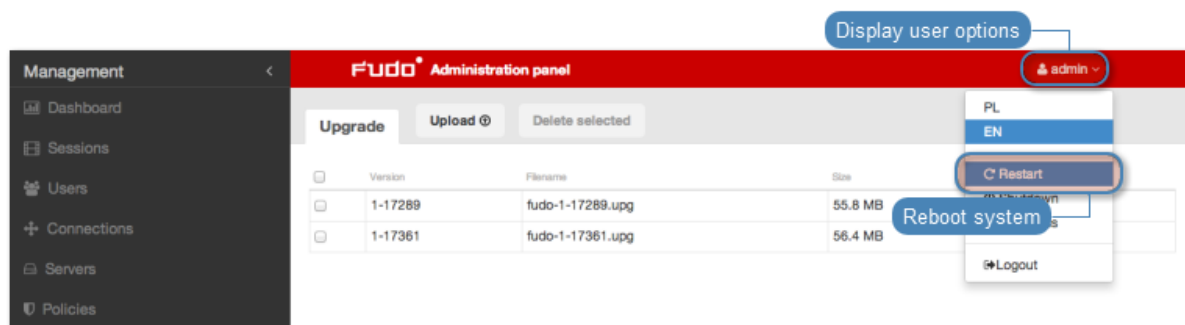 Display user options
Management <
FUDO Administration panel
admin
Dashboard
PL
Upgrade
Upload
Delete selected
EN
Sessions
Version
Filename
Size
Restart
Users
1-17289
fudo-1-17289.upg
55.8 MB
Reboot system
Connections
1-17361
fudo-1-17361.upg
56.4 MB
Servers
Logout
Policies